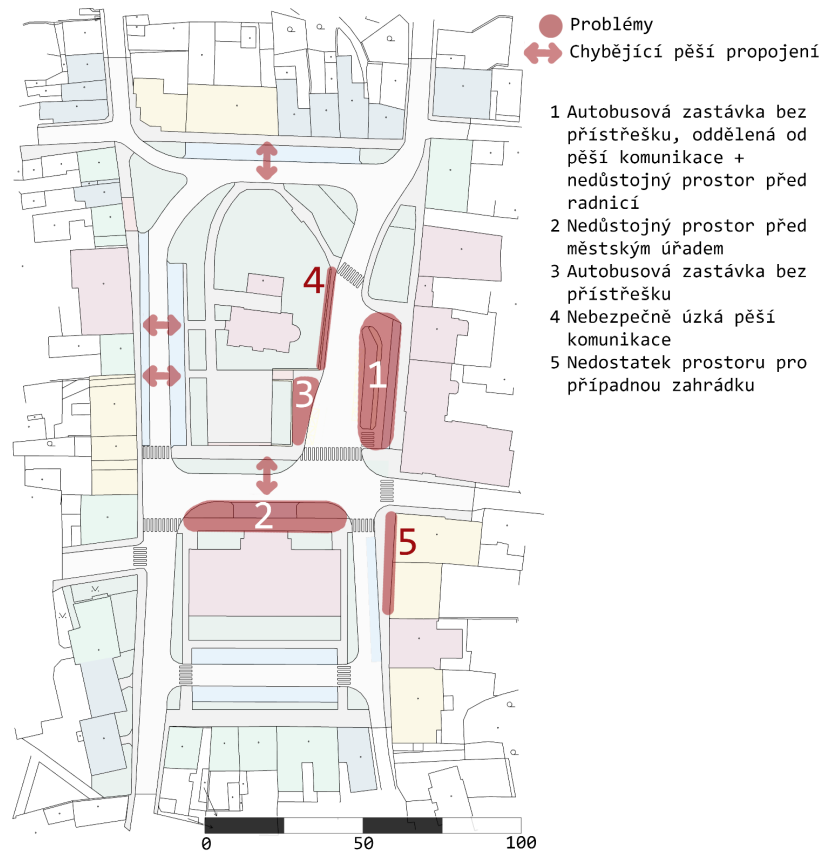 Problémy
Chybějící pěší propojení
1 Autobusová zastávka bez
přístřešku, oddělená od
pěší komunikace +
nedůstojný prostor před
radnicí
2 Nedůstojný prostor před
městským úřadem
3 Autobusová zastávka bez
přístřešku
4 Nebezpečně úzká pěší
komunikace
5 Nedostatek prostoru pro
případnou zahrádku
4
1
3
2
5
0 50 100